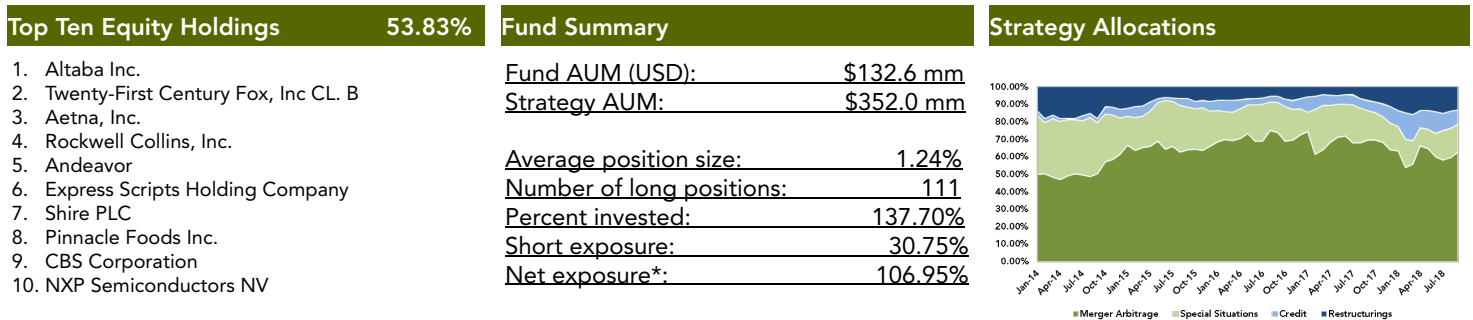 Top Ten Equity Holdings 53.83%
1. Altaba Inc.
2. Twenty-First Century Fox, Inc CL. B
3. Aetna, Inc.
4. Rockwell Collins, Inc.
5. Andeavor
6. Express Scripts Holding Company
7. Shire PLC
8. Pinnacle Foods Inc.
9. CBS Corporation
10. NXP Semiconductors NV
Fund Summary
Fund AUM (USD): $132.6 mm
Strategy AUM: $352.0 mm
Average position size: 1.24%
Number of long positions: 111
Percent invested: 137.70%
Short exposure: 30.75%
Net exposure*: 106.95%
Strategy Allocations
100.00%
90.00%
80.00%
70.00%
60.00%
50.00%
40.00%
30.00%
20.00%
10.00%
0.00%
Jan-14 Apr-14 Jul-14 Oct-14 Jan-15 Apr-15 Jul-15 Oct-15 Jan-16 Apr-16 Jul-16 Oct-16 Jan-17 Apr-17 Jul-17 Oct-17 Jan-18 Apr-18 Jul-18
Merger Arbitrage Special Situations Credit Restructurings